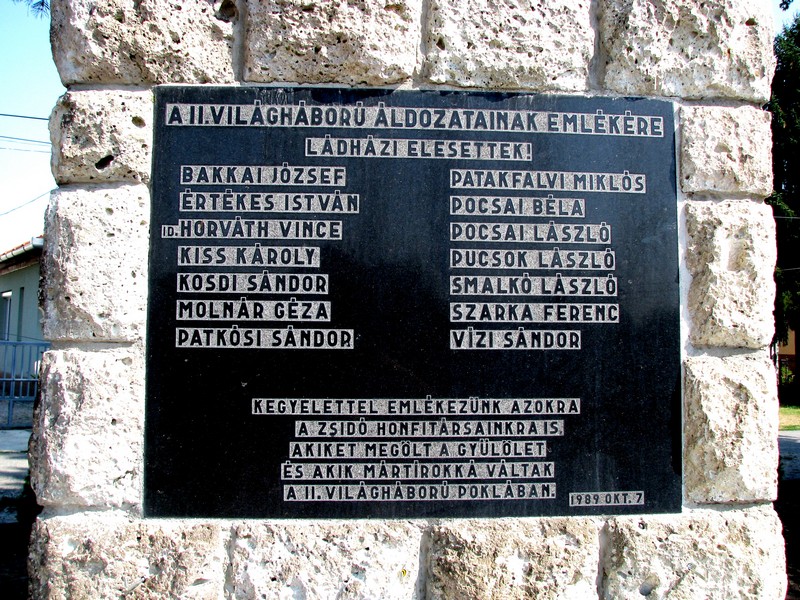 A II. VILÁGHÁBORÚ ÁLDOZATAINAK EMLÉKÉRE
LÁDHÁZI ELESETTEK!
BAKKAI JÓZSEF
ÉRTÉKES ISTVÁN
ID. HORVÁTH VINCE
KISS KÁROLY
KOSDI SÁNDOR
MOLNÁR GÉZA
PATKÓSI SÁNDOR
PATAKFALVI MIKLÓS
POCSAI BÉLA
POCSAI LÁSZLÓ
PUCSOK LÁSZLÓ
SMALKÓ LÁSZLÓ
SZARKA FERENC
VÍZI SÁNDOR
KEGYELETTEL EMLÉKEZÜNK AZOKRA
A ZSIDÓ HONFITÁRSAINKRA IS,
AKIKET MEGÖLT A GYŰLÖLET
ÉS AKIK MÁRTÍROKKÁ VÁLTAK
A II. VILÁGHÁBORÚ POKLÁBAN.
1989 OKT. 7